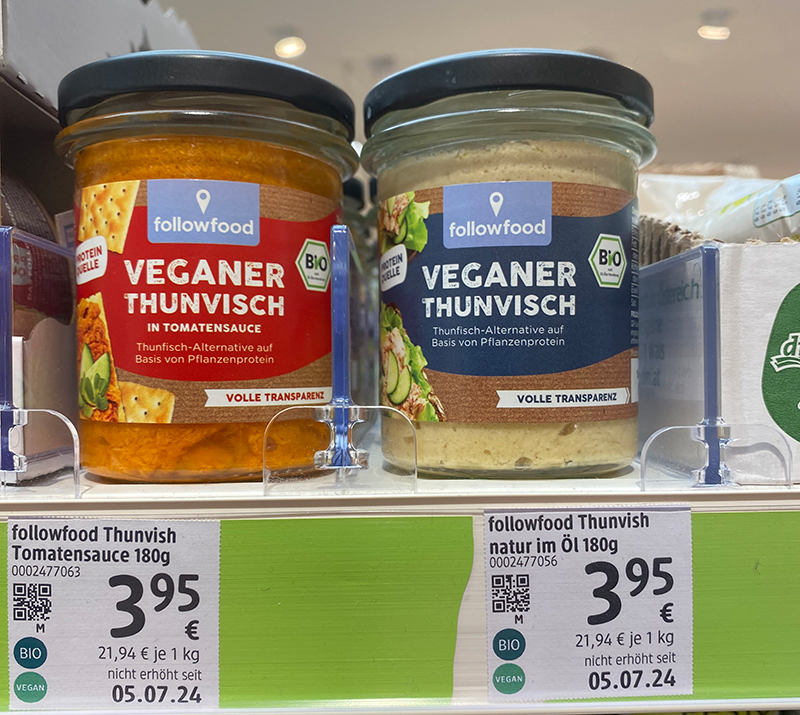 followfood
PROTEIN
QUELLE
BiO
VEGANER
THUNVISCH
IN TOMATENSAUCE
Thunfisch-Alternative auf
Basis von Pflanzenprotein
VOLLE TRANSPARENZ
followfood
PROTEIN
QUELLE
BiO
VEGANER
THUNVISCH
Thunfisch-Alternative auf
Basis von Pflanzenprotein
VOLLE TRANSPARENZ
followfood Thunvish
Tomatensauce 180g
0002477063
M
3 95
€
BIO
21,94 € je 1 kg
nicht erhöht seit
VEGAN
05.07.24
followfood Thunvish
natur im Öl 180g
0002477056
M
3 95
€
BIO
21,94 € je 1 kg
nicht erhöht seit
VEGAN
05.07.24